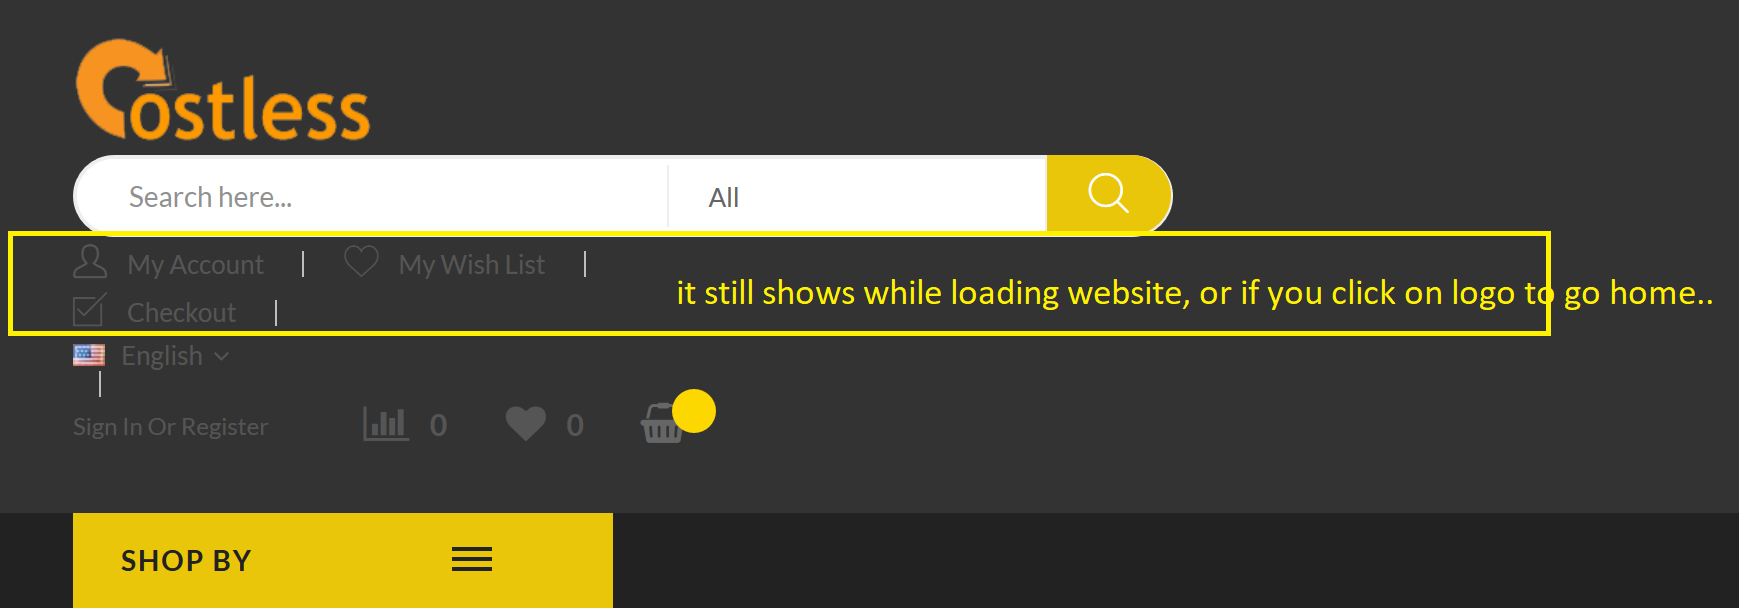 Costless
Search here... All
My Account My Wish List
it still shows while loading website, or if you click on logo to go home..
Checkout
English
Sign In Or Register 0 0
SHOP BY